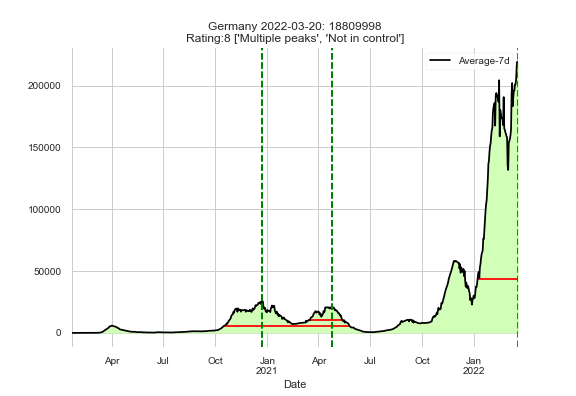 Germany 2022-03-20: 18809998
Rating:8 ['Multiple peaks', 'Not in control']
Average-7d
200000
150000
100000
50000
0
Apr Jul Oct Jan Apr Jul Oct Jan
2021 2022
Date